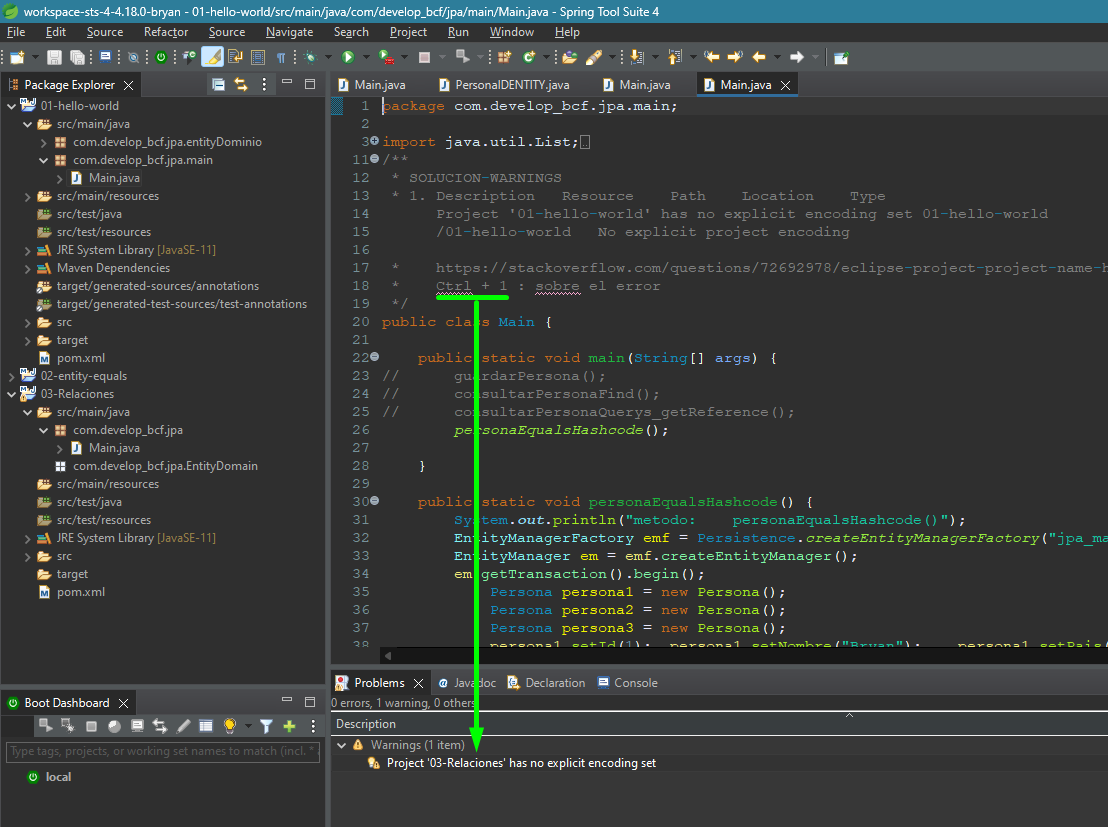 workspace-sts-4-4.18.0-bryan - 01-hello-world/src/main/java/com/develop_bcf/jpa/main/Main.java - Spring Tool Suite 4
File Edit Source Refactor Source Navigate Search Project Run Window Help
Package Explorer
01-hello-world
src/main/java
com.develop_bcf.jpa.entityDominio
com.develop_bcf.jpa.main
Main.java
src/main/resources
src/test/java
src/test/resources
JRE System Library [JavaSE-11]
Maven Dependencies
target/generated-sources/annotations
target/generated-test-sources/test-annotations
src
target
pom.xml
02-entity-equals
03-Relaciones
src/main/java
com.develop_bcf.jpa
Main.java
com.develop_bcf.jpa.EntityDomain
src/main/resources
src/test/java
src/test/resources
JRE System Library [JavaSE-11]
src
target
pom.xml
Boot Dashboard
Type tags, projects, or working set names to match (incl. *
local
Main.java PersonalDENTITY.java Main.java Main.java
1 package com.develop_bcf.jpa.main;
2
3 import java.util.List;
11 /**
12 * SOLUCION-WARNINGS
13 * 1. Description Resource Path Location Type
14 Project '01-hello-world' has no explicit encoding set 01-hello-world
15 /01-hello-world No explicit project encoding
16
17 * https://stackoverflow.com/questions/72692978/eclipse-project-project-name-h
18 * Ctrl + 1 : sobre el error
19 */
20 public class Main {
21
22 public static void main(String[] args) {
23 // guardarPersona();
24 // consultarPersonaFind();
25 // consultarPersonaQuerys_getReference();
26 personaEqualsHashcode();
27
28 }
29
30 public static void personaEqualsHashcode() {
31 System.out.println("metodo: personaEqualsHashcode()");
32 EntityManagerFactory emf = Persistence.createEntityManagerFactory("jpa_ma
33 EntityManager em = emf.createEntityManager();
34 em.getTransaction().begin();
35 Persona persona1 = new Persona();
36 Persona persona2 = new Persona();
37 Persona persona3 = new Persona();
38 persona1.setId(1); persona1.setNombre("Bryan"); persona1.setPais(
Problems Javadoc Declaration Console
0 errors, 1 warning, 0 others
Description
Warnings (1 item)
Project '03-Relaciones' has no explicit encoding set